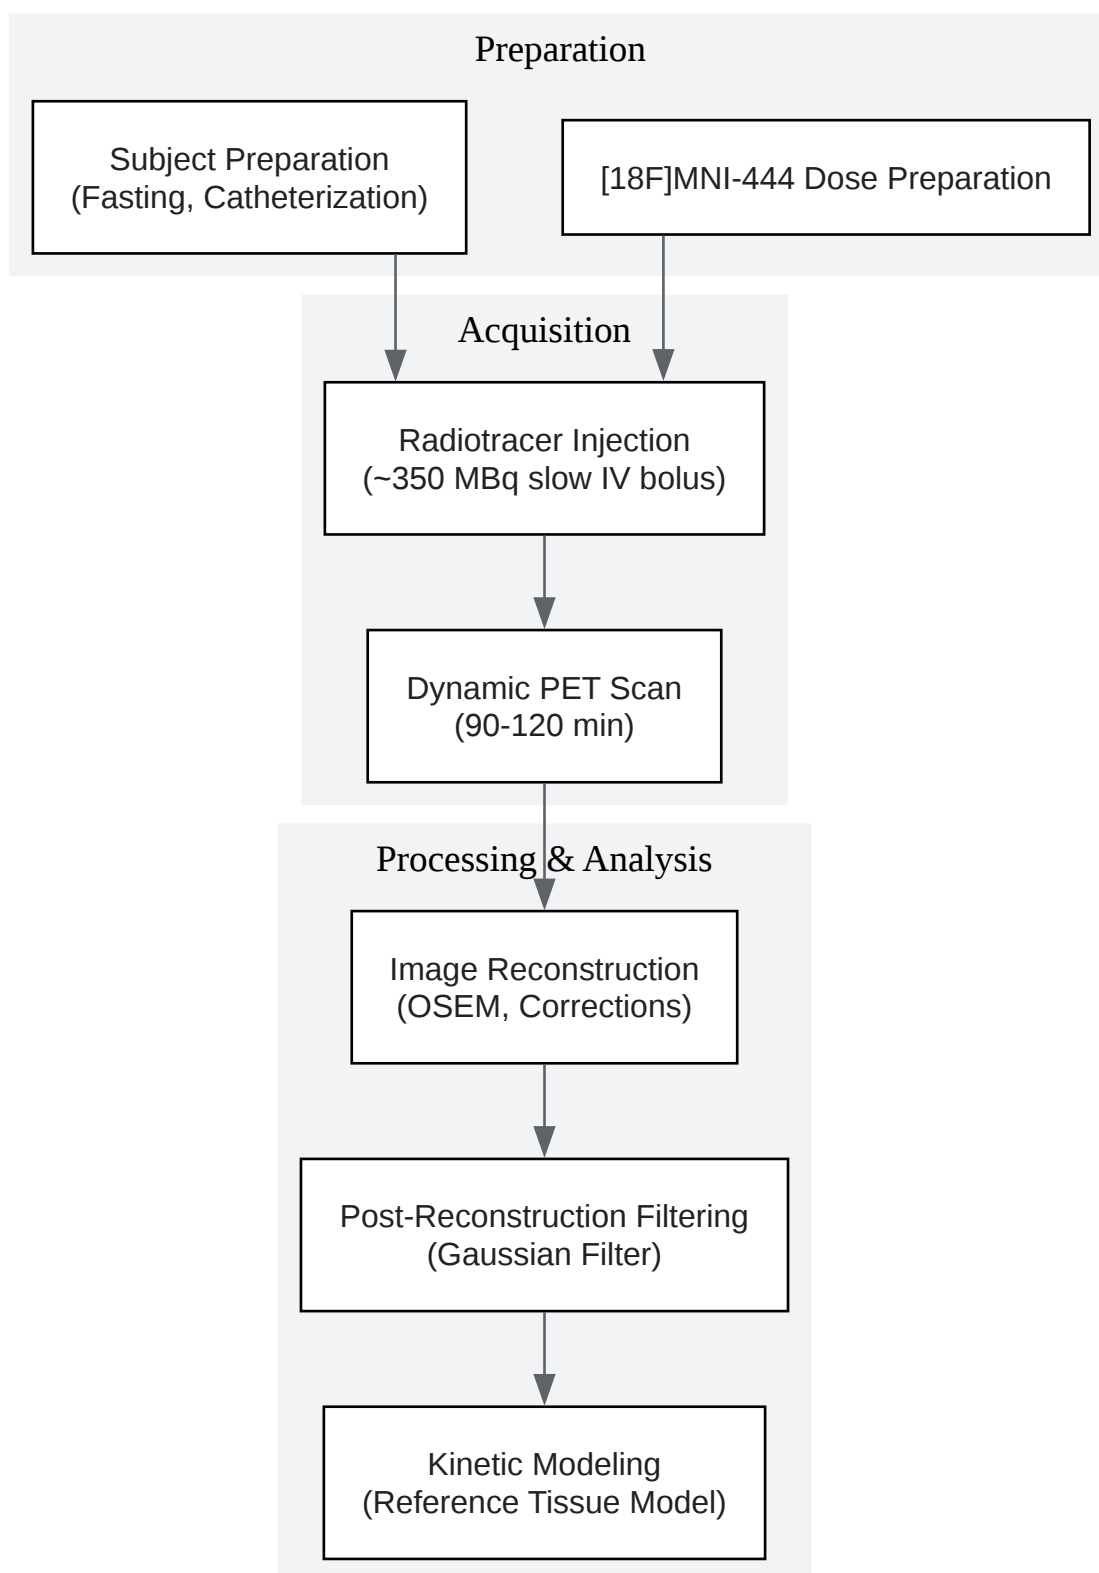 Preparation
Subject Preparation
(Fasting, Catheterization)
[18F]MNI-444 Dose Preparation
Acquisition
Radiotracer Injection
(~350 MBq slow IV bolus)
Dynamic PET Scan
(90-120 min)
Processing & Analysis
Image Reconstruction
(OSEM, Corrections)
Post-Reconstruction Filtering
(Gaussian Filter)
Kinetic Modeling
(Reference Tissue Model)